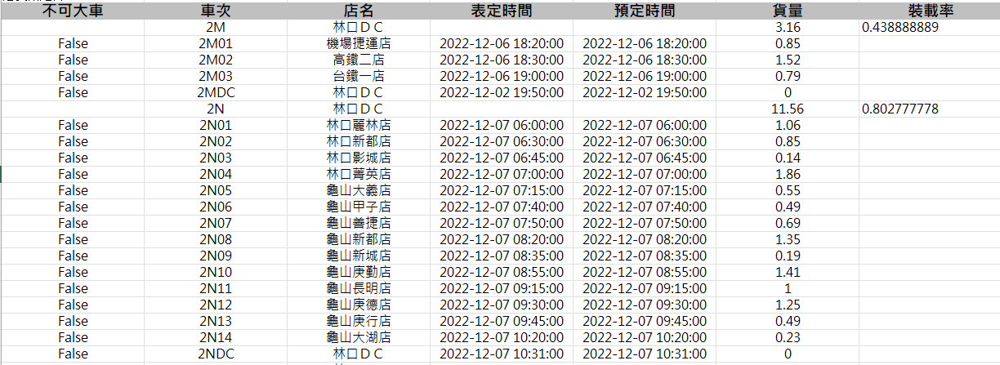 不可大車 車次 店名 表定時間 預定時間 貨量 裝載率
2M 林口ＤＣ 3.16 0.438888889
False 2M01 機場捷運店 2022-12-06 18:20:00 2022-12-06 18:20:00 0.85
False 2M02 高鐵二店 2022-12-06 18:30:00 2022-12-06 18:30:00 1.52
False 2M03 台鐵一店 2022-12-06 19:00:00 2022-12-06 19:00:00 0.79
False 2MDC 林口ＤＣ 2022-12-02 19:50:00 2022-12-02 19:50:00 0
2N 林口ＤＣ 11.56 0.802777778
False 2N01 林口麗林店 2022-12-07 06:00:00 2022-12-07 06:00:00 1.06
False 2N02 林口新都店 2022-12-07 06:30:00 2022-12-07 06:30:00 0.85
False 2N03 林口影城店 2022-12-07 06:45:00 2022-12-07 06:45:00 0.14
False 2N04 林口菁英店 2022-12-07 07:00:00 2022-12-07 07:00:00 1.86
False 2N05 龜山大義店 2022-12-07 07:15:00 2022-12-07 07:15:00 0.55
False 2N06 龜山甲子店 2022-12-07 07:40:00 2022-12-07 07:40:00 0.49
False 2N07 龜山善捷店 2022-12-07 07:50:00 2022-12-07 07:50:00 0.69
False 2N08 龜山新都店 2022-12-07 08:20:00 2022-12-07 08:20:00 1.35
False 2N09 龜山新城店 2022-12-07 08:35:00 2022-12-07 08:35:00 0.19
False 2N10 龜山庚勤店 2022-12-07 08:55:00 2022-12-07 08:55:00 1.41
False 2N11 龜山長明店 2022-12-07 09:15:00 2022-12-07 09:15:00 1
False 2N12 龜山庚德店 2022-12-07 09:30:00 2022-12-07 09:30:00 1.25
False 2N13 龜山庚行店 2022-12-07 09:45:00 2022-12-07 09:45:00 0.49
False 2N14 龜山大湖店 2022-12-07 10:20:00 2022-12-07 10:20:00 0.23
False 2NDC 林口ＤＣ 2022-12-07 10:31:00 2022-12-07 10:31:00 0